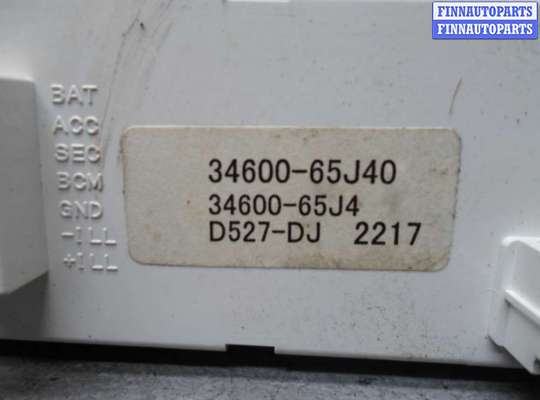 FINNAUTOPARTS
FINNAUTOPARTS
BAT
ACC
SEC
BCM
GND
-ILL
+ILL
34600-65J40
34600-65J4
D527-DJ 2217